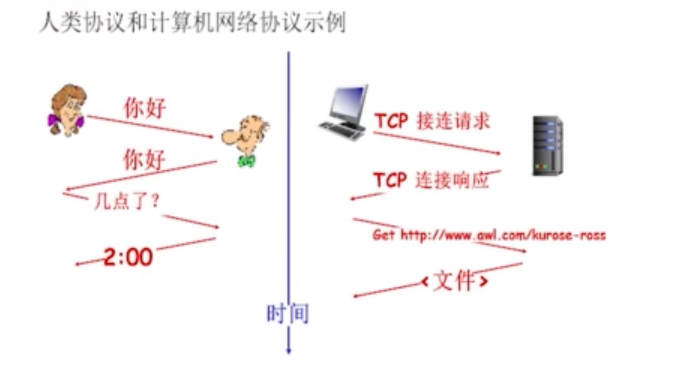 人类协议和计算机网络协议示例
你好
你好
几点了？
2:00
TCP 接连请求
TCP 连接响应
Get http://www.awl.com/kurose-ross
<文件>
时间